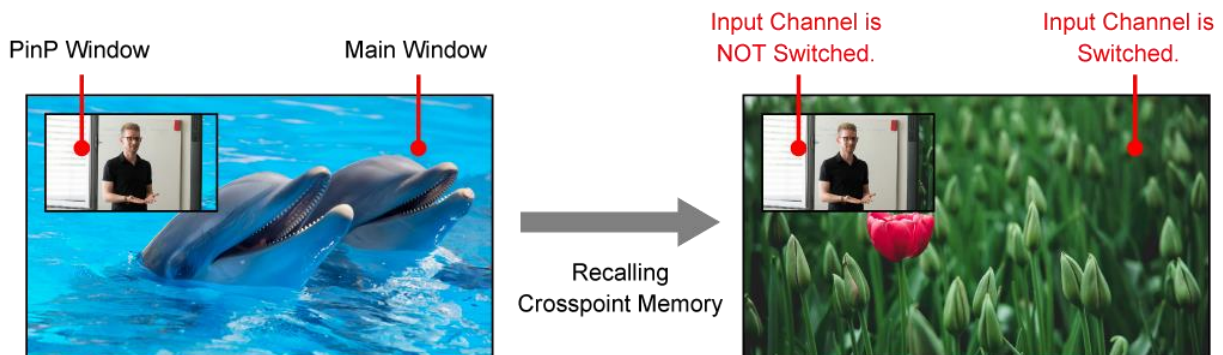 PinP Window
Main Window
Input Channel is
NOT Switched.
Input Channel is
Switched.
Recalling
Crosspoint Memory